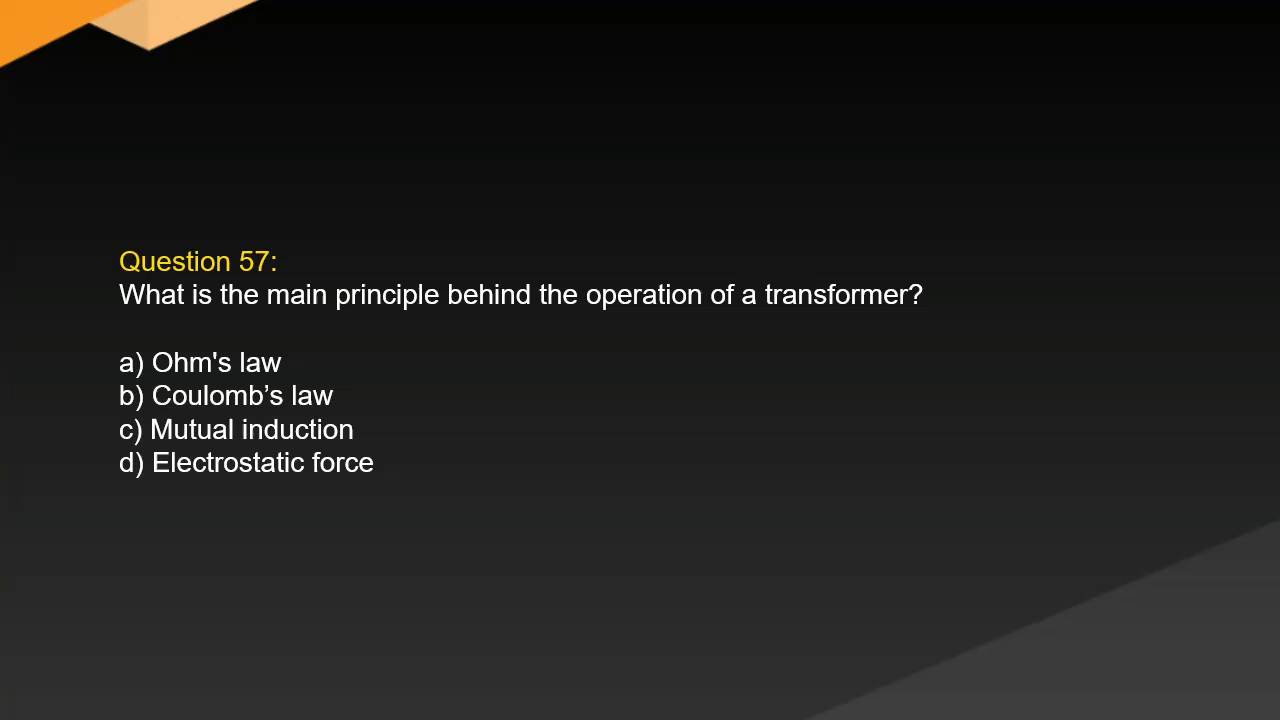 Question 57:
What is the main principle behind the operation of a transformer?
a) Ohm's law
b) Coulomb’s law
c) Mutual induction
d) Electrostatic force